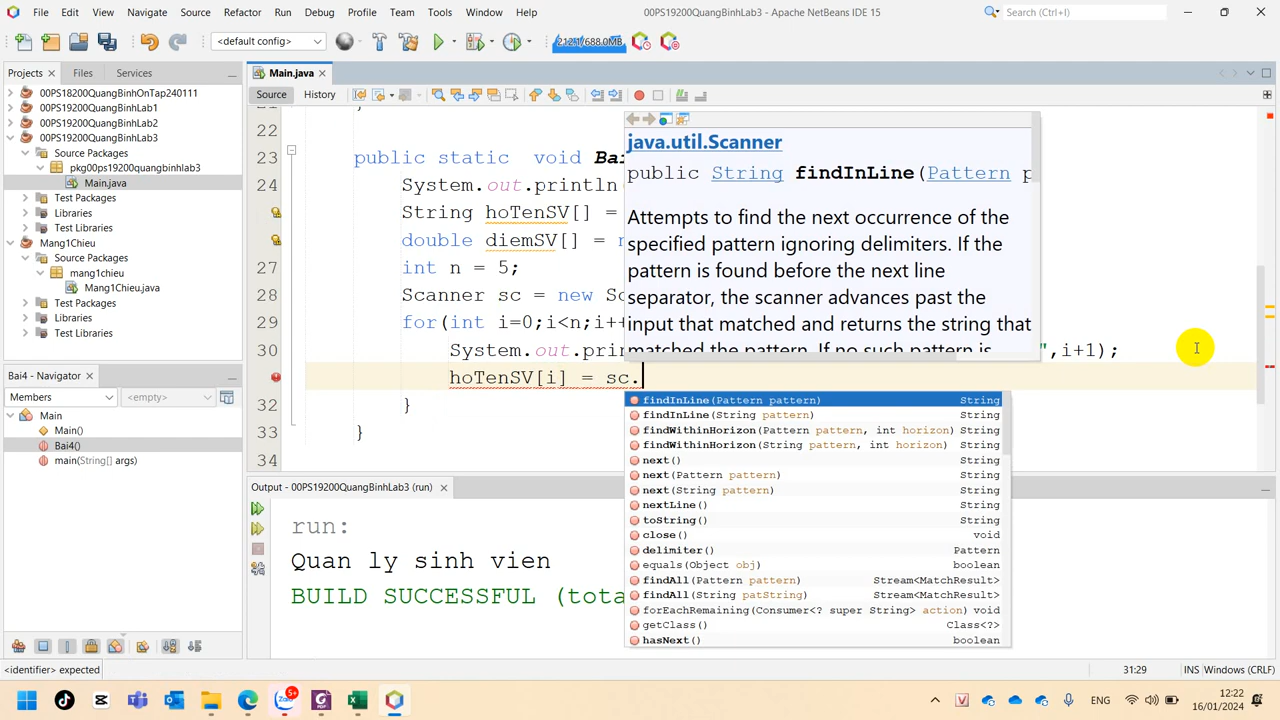 File Edit View Navigate Source Refactor Run Debug Profile Team Tools Window Help
00PS19200QuangBinhLab3 - Apache NetBeans IDE 15
Search (Ctrl+I)
<default config>
212,1/688,0MB
Projects Files Services
Main.java
00PS18200QuangBinhOnTap240111
00PS19200QuangBinhLab1
00PS19200QuangBinhLab2
00PS19200QuangBinhLab3
Source Packages
pkg00ps19200quangbinhlab3
Main.java
Test Packages
Libraries
Test Libraries
Mang1Chieu
Source Packages
mang1chieu
Mang1Chieu.java
Test Packages
Libraries
Test Libraries
Bai4 - Navigator
Members <empty>
Main
Main()
Bai4()
main(String[] args)
<identifier> expected
Source History
22
23 public static void Bai
24 System.out.println(
String hoTenSV[] =
double diemSV[] = n
27 int n = 5;
28 Scanner sc = new Sc
29 for(int i=0;i<n;i++
30 System.out.prin ",i+1);
hoTenSV[i] = sc.
32 }
33 }
34
java.util.Scanner
public String findInLine(Pattern p
Attempts to find the next occurrence of the
specified pattern ignoring delimiters. If the
pattern is found before the next line
separator, the scanner advances past the
input that matched and returns the string that
matched the pattern. If no such pattern is
findInLine(Pattern pattern) String
findInLine(String pattern) String
findWithinHorizon(Pattern pattern, int horizon) String
findWithinHorizon(String pattern, int horizon) String
next() String
next(Pattern pattern) String
next(String pattern) String
nextLine() String
toString() String
close() void
delimiter() Pattern
equals(Object obj) boolean
findAll(Pattern pattern) Stream<MatchResult>
findAll(String patString) Stream<MatchResult>
forEachRemaining(Consumer<? super String> action) void
getClass() Class<?>
hasNext() boolean
Output - 00PS19200QuangBinhLab3 (run)
run:
Quan ly sinh vien
BUILD SUCCESSFUL (tota
31:29 INS Windows (CRLF)
Zalo 5+
ENG
12:22
16/01/2024